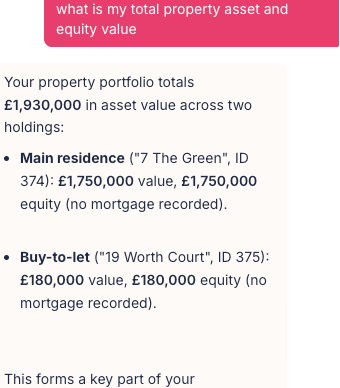 what is my total property asset and
equity value
Your property portfolio totals
£1,930,000 in asset value across two
holdings:
• Main residence ("7 The Green", ID
374): £1,750,000 value, £1,750,000
equity (no mortgage recorded).
• Buy-to-let ("19 Worth Court", ID 375):
£180,000 value, £180,000 equity (no
mortgage recorded).
This forms a key part of your